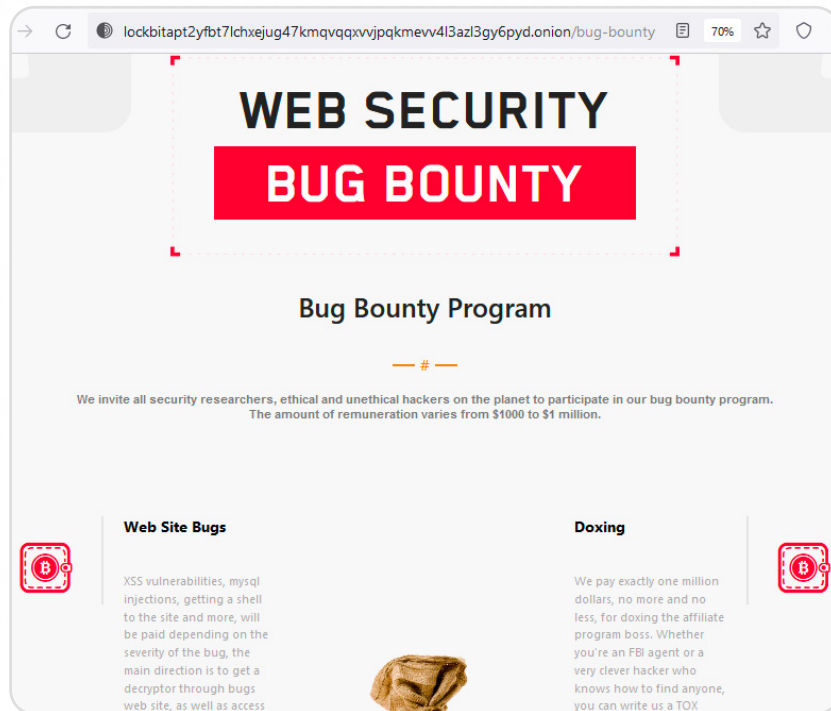 lockbitapt2yfbt7lchxejug47kmqvqqxvvjpqkmevv4l3azl3gy6pyd.onion/bug-bounty
70%
WEB SECURITY
BUG BOUNTY
Bug Bounty Program
#
We invite all security researchers, ethical and unethical hackers on the planet to participate in our bug bounty program.
The amount of remuneration varies from $1000 to $1 million.
Web Site Bugs
XSS vulnerabilities, mysql
injections, getting a shell
to the site and more, will
be paid depending on the
severity of the bug, the
main direction is to get a
decryptor through bugs
web site, as well as access
Doxing
We pay exactly one million
dollars, no more and no
less, for doxing the affiliate
program boss. Whether
you're an FBI agent or a
very clever hacker who
knows how to find anyone,
you can write us a TOX